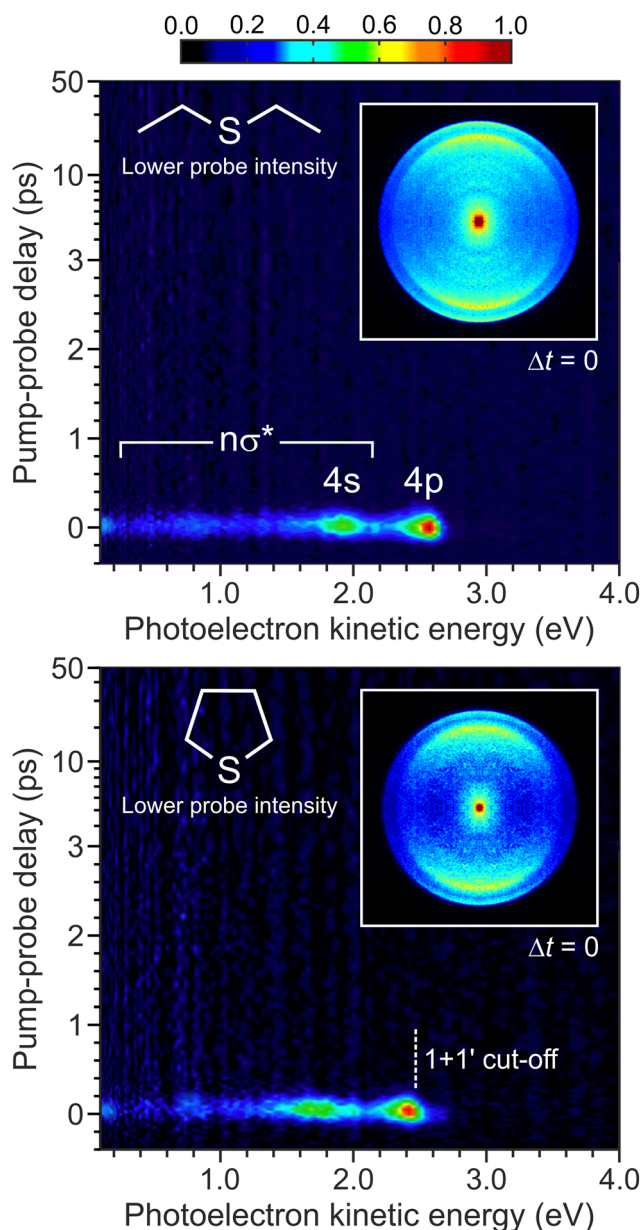 0.0 0.2 0.4 0.6 0.8 1.0
50
S
Lower probe intensity
10
3
Δt = 0
2
nσ*
1
4s 4p
0
1.0 2.0 3.0 4.0
Pump-probe delay (ps)
Photoelectron kinetic energy (eV)
50
S
10
Lower probe intensity
3
Δt = 0
2
1
1+1' cut-off
0
1.0 2.0 3.0 4.0
Pump-probe delay (ps)
Photoelectron kinetic energy (eV)